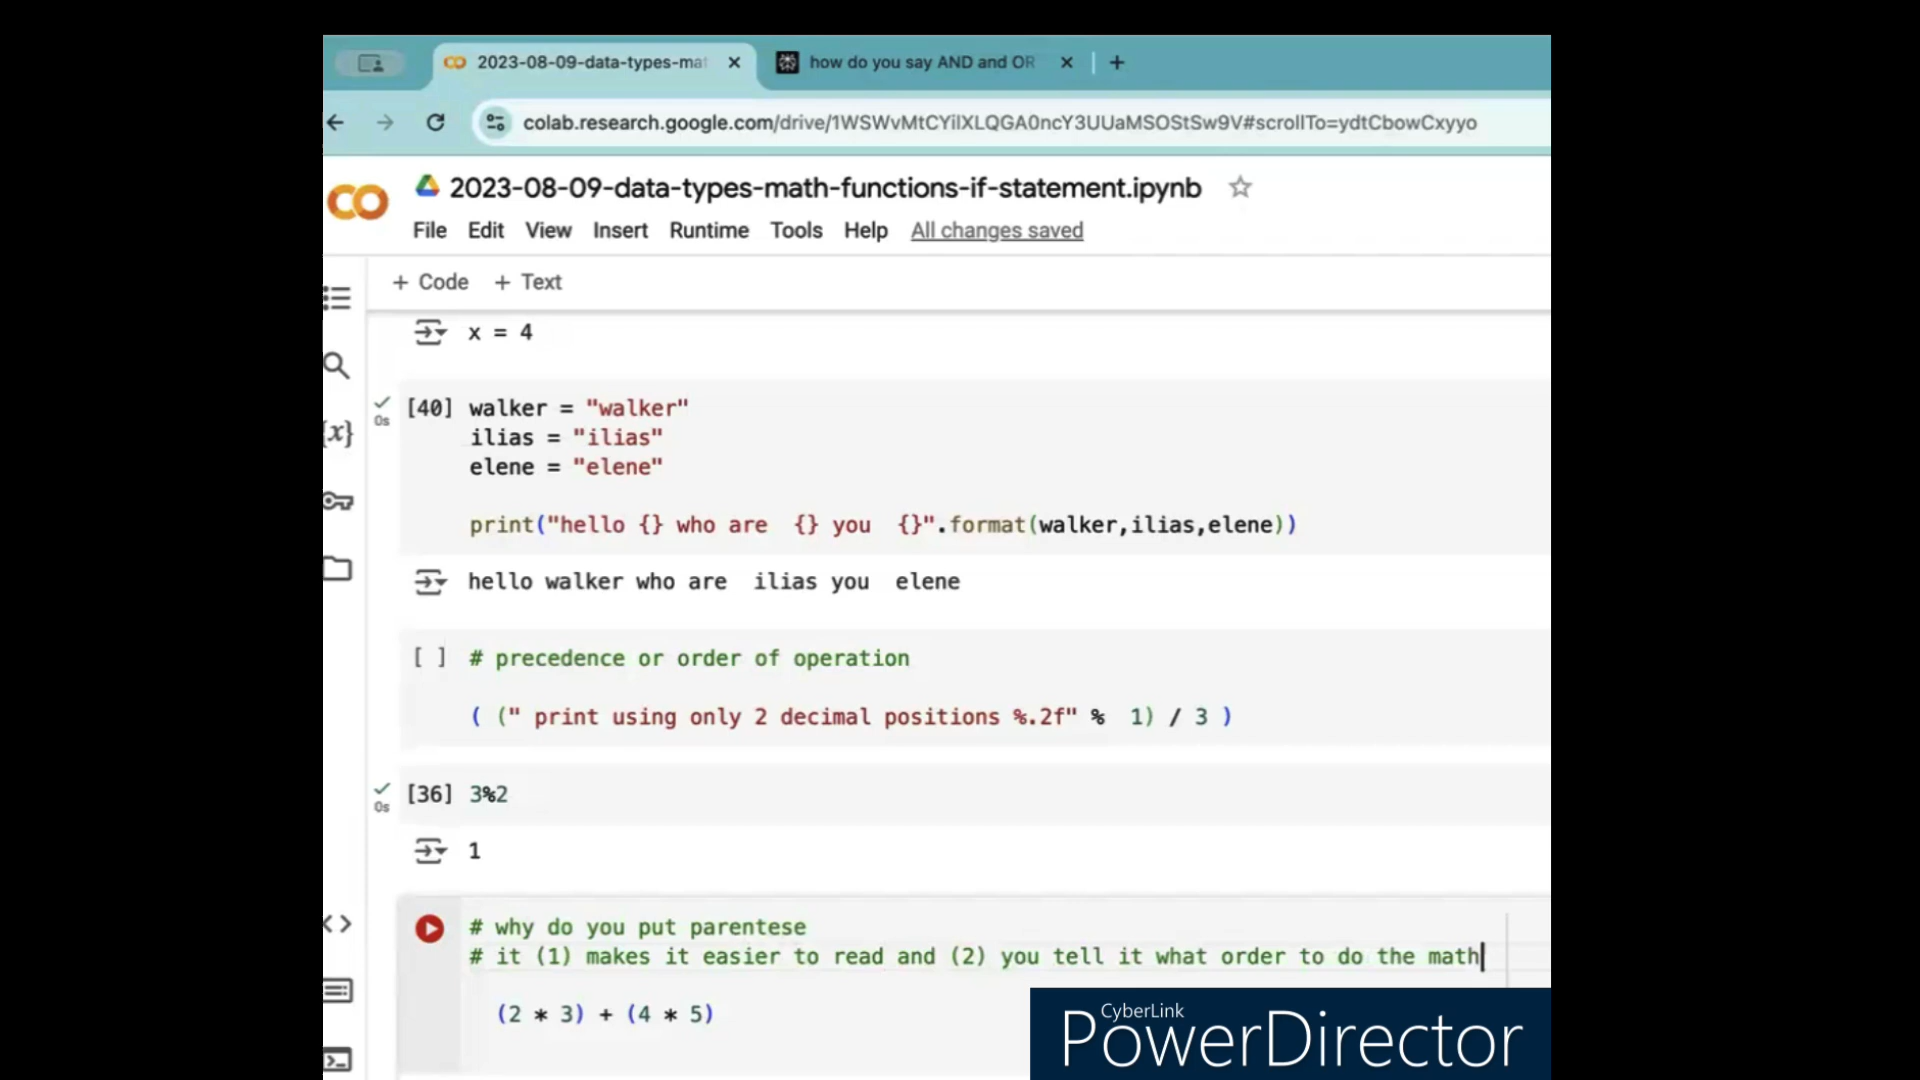 2023-08-09-data-types-mat
how do you say AND and OR
colab.research.google.com/drive/1WSWvMtCYilXLQGA0ncY3UUaMSOStSw9V#scrollTo=ydtCbowCxyyo
2023-08-09-data-types-math-functions-if-statement.ipynb
File Edit View Insert Runtime Tools Help All changes saved
+ Code + Text
x = 4
[40] walker = "walker"
0s
ilias = "ilias"
elene = "elene"
print("hello {} who are  {} you  {}".format(walker,ilias,elene))
hello walker who are  ilias you  elene
[ ] # precedence or order of operation
( (" print using only 2 decimal positions %.2f" %  1) / 3 )
[36] 3%2
0s
1
# why do you put parentese
# it (1) makes it easier to read and (2) you tell it what order to do the math
(2 * 3) + (4 * 5)
CyberLink
PowerDirector